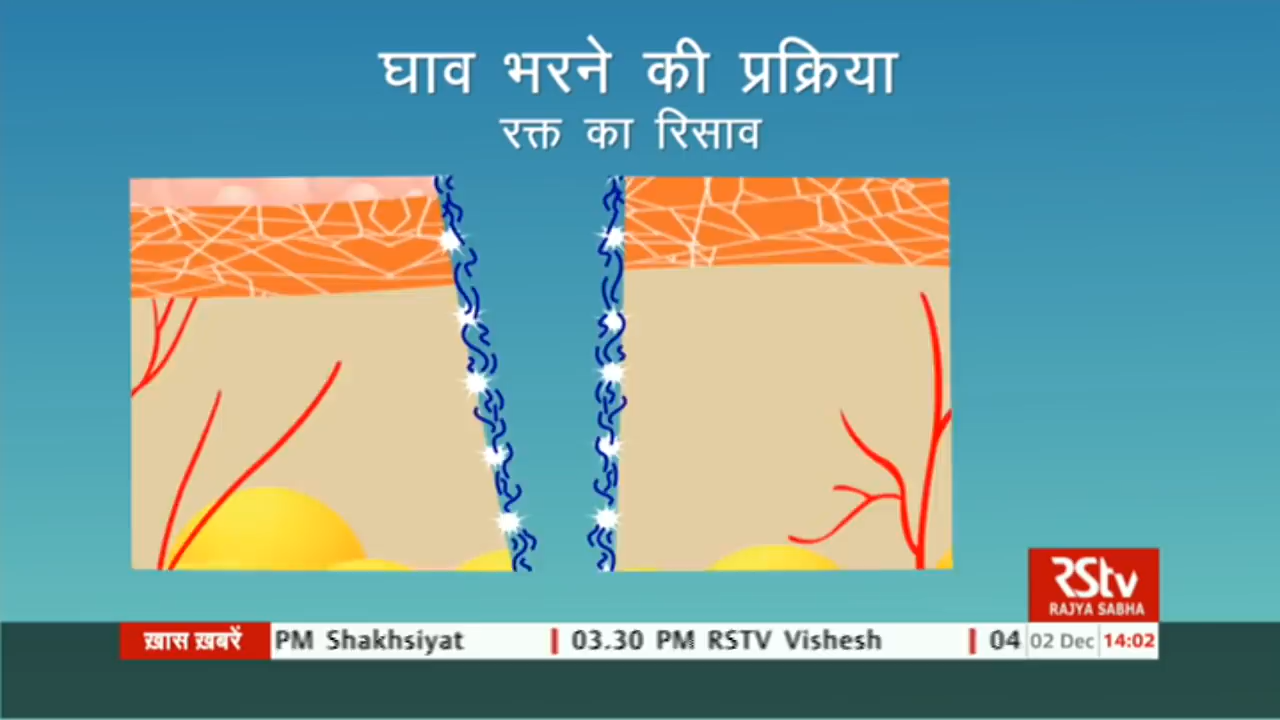 घाव भरने की प्रक्रिया
रक्त का रिसाव
RStv
RAJYA SABHA
ख़ास ख़बरें PM Shakhsiyat | 03.30 PM RSTV Vishesh | 04 02 Dec 14:02